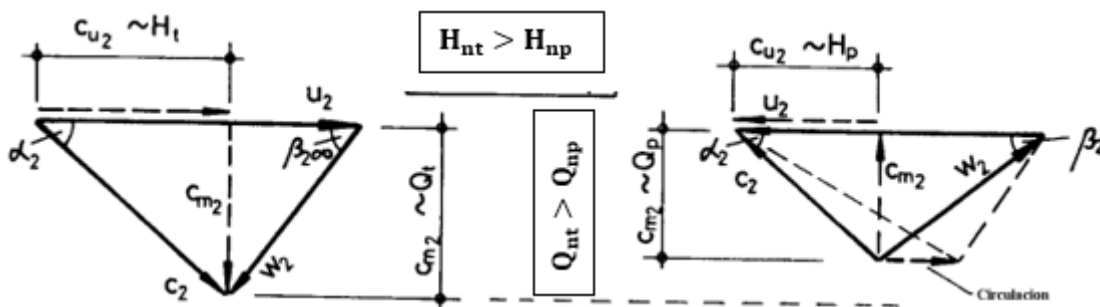 c_u2 ~H_t
u_2
α_2
β_2∞
c_m2
w_2
c_2
c_m2 ~Q_t
H_nt > H_np
Q_nt > Q_np
c_u2 ~H_p
u_2
α_2
β_2
c_2
c_m2
w_2
c_m2 ~Q_p
Circulacion